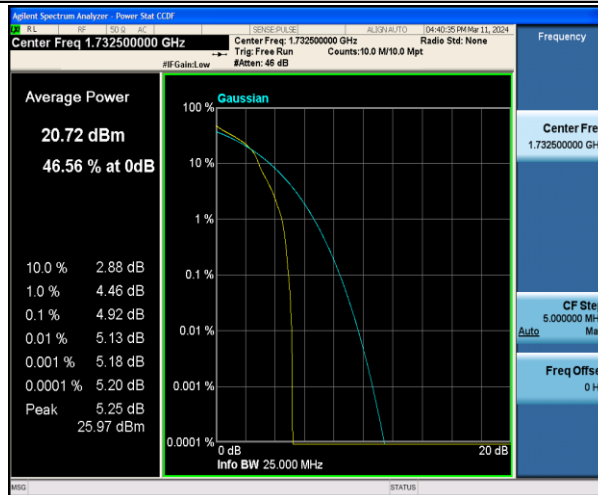 Agilent Spectrum Analyzer - Power Stat CCDF
RL RF 50 Ω AC SENSE:PULSE ALIGN AUTO 04:40:35 PM Mar 11, 2024
Center Freq 1.732500000 GHz
Center Freq: 1.732500000 GHz Radio Std: None
Trig: Free Run Counts:10.0 M/10.0 Mpt
#IFGain:Low #Atten: 46 dB
Frequency
Average Power
20.72 dBm
46.56 % at 0dB
10.0 % 2.88 dB
1.0 % 4.46 dB
0.1 % 4.92 dB
0.01 % 5.13 dB
0.001 % 5.18 dB
0.0001 % 5.20 dB
Peak 5.25 dB
25.97 dBm
Gaussian
100 %
10 %
1 %
0.1 %
0.01 %
0.001 %
0.0001 %
0 dB 20 dB
Info BW 25.000 MHz
Center Fre
1.732500000 GH
CF Ste
5.000000 MH
Auto Ma
Freq Offse
0 H
MSG STATUS